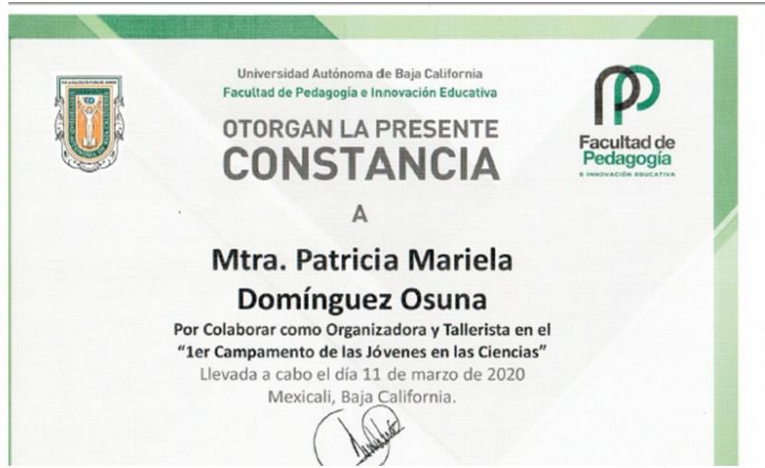 Universidad Autónoma de Baja California
Facultad de Pedagogía e Innovación Educativa
OTORGAN LA PRESENTE
CONSTANCIA
A
Facultad de
Pedagogía
E INNOVACIÓN EDUCATIVA
Mtra. Patricia Mariela
Domínguez Osuna
Por Colaborar como Organizadora y Tallerista en el
“1er Campamento de las Jóvenes en las Ciencias”
Llevada a cabo el día 11 de marzo de 2020
Mexicali, Baja California.